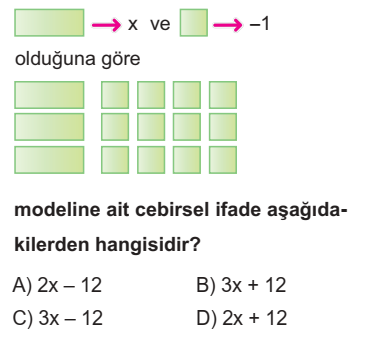 x ve –1
olduğuna göre
modeline ait cebirsel ifade aşağıda-
kilerden hangisidir?
A) 2x – 12 B) 3x + 12
C) 3x – 12 D) 2x + 12